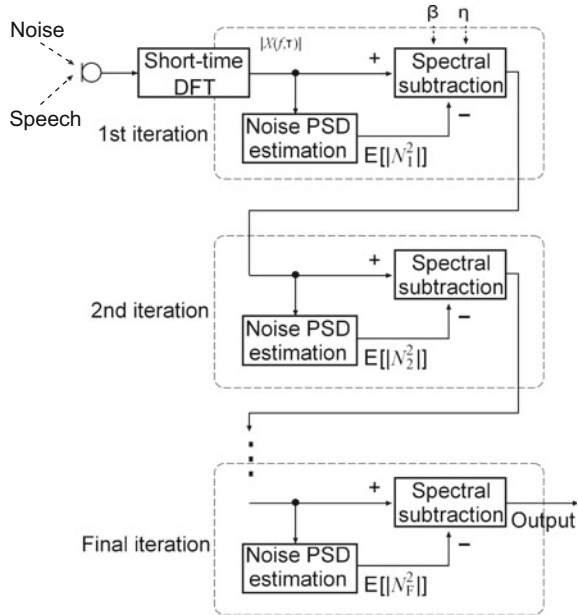 β η
Noise
Speech
Short-time
DFT
|X(f,τ)|
+
Spectral
subtraction
−
Noise PSD
estimation
E[|N₁²|]
1st iteration
+
Spectral
subtraction
−
Noise PSD
estimation
E[|N₂²|]
2nd iteration
+
Spectral
subtraction
−
Output
Noise PSD
estimation
E[|N_F²|]
Final iteration